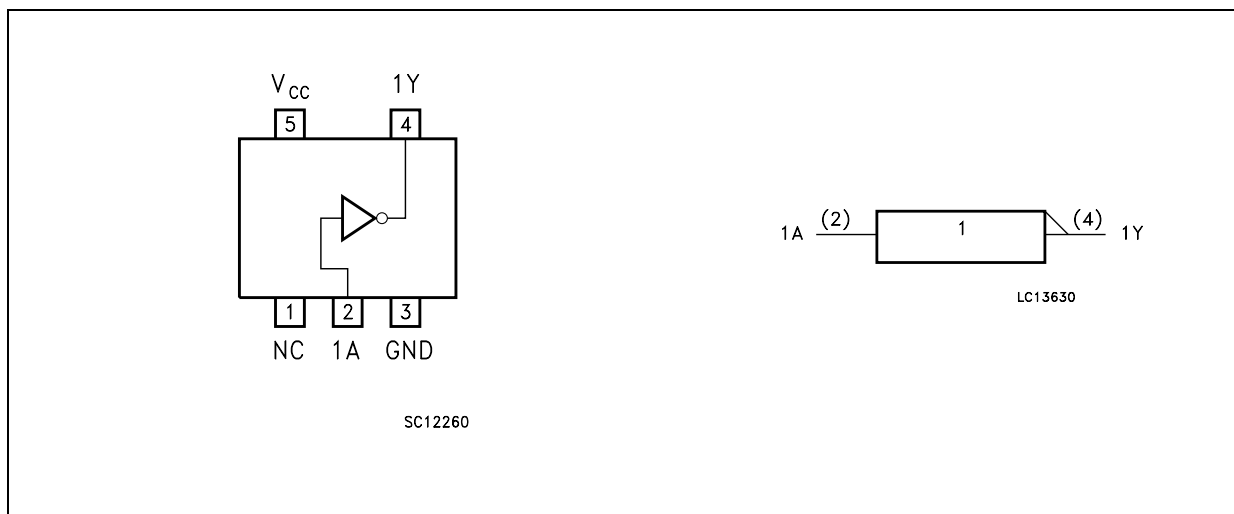 VCC 1Y
5 4
1 2 3
NC 1A GND
SC12260
1A (2) 1 (4) 1Y
LC13630